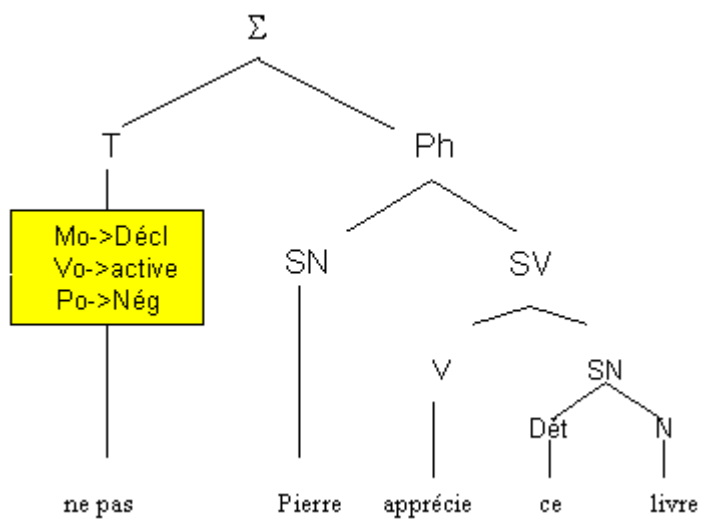 Σ
T Ph
Mo->Décl
Vo->active
Po->Nég
SN SV
V SN
Dét N
ne pas Pierre apprécie ce livre